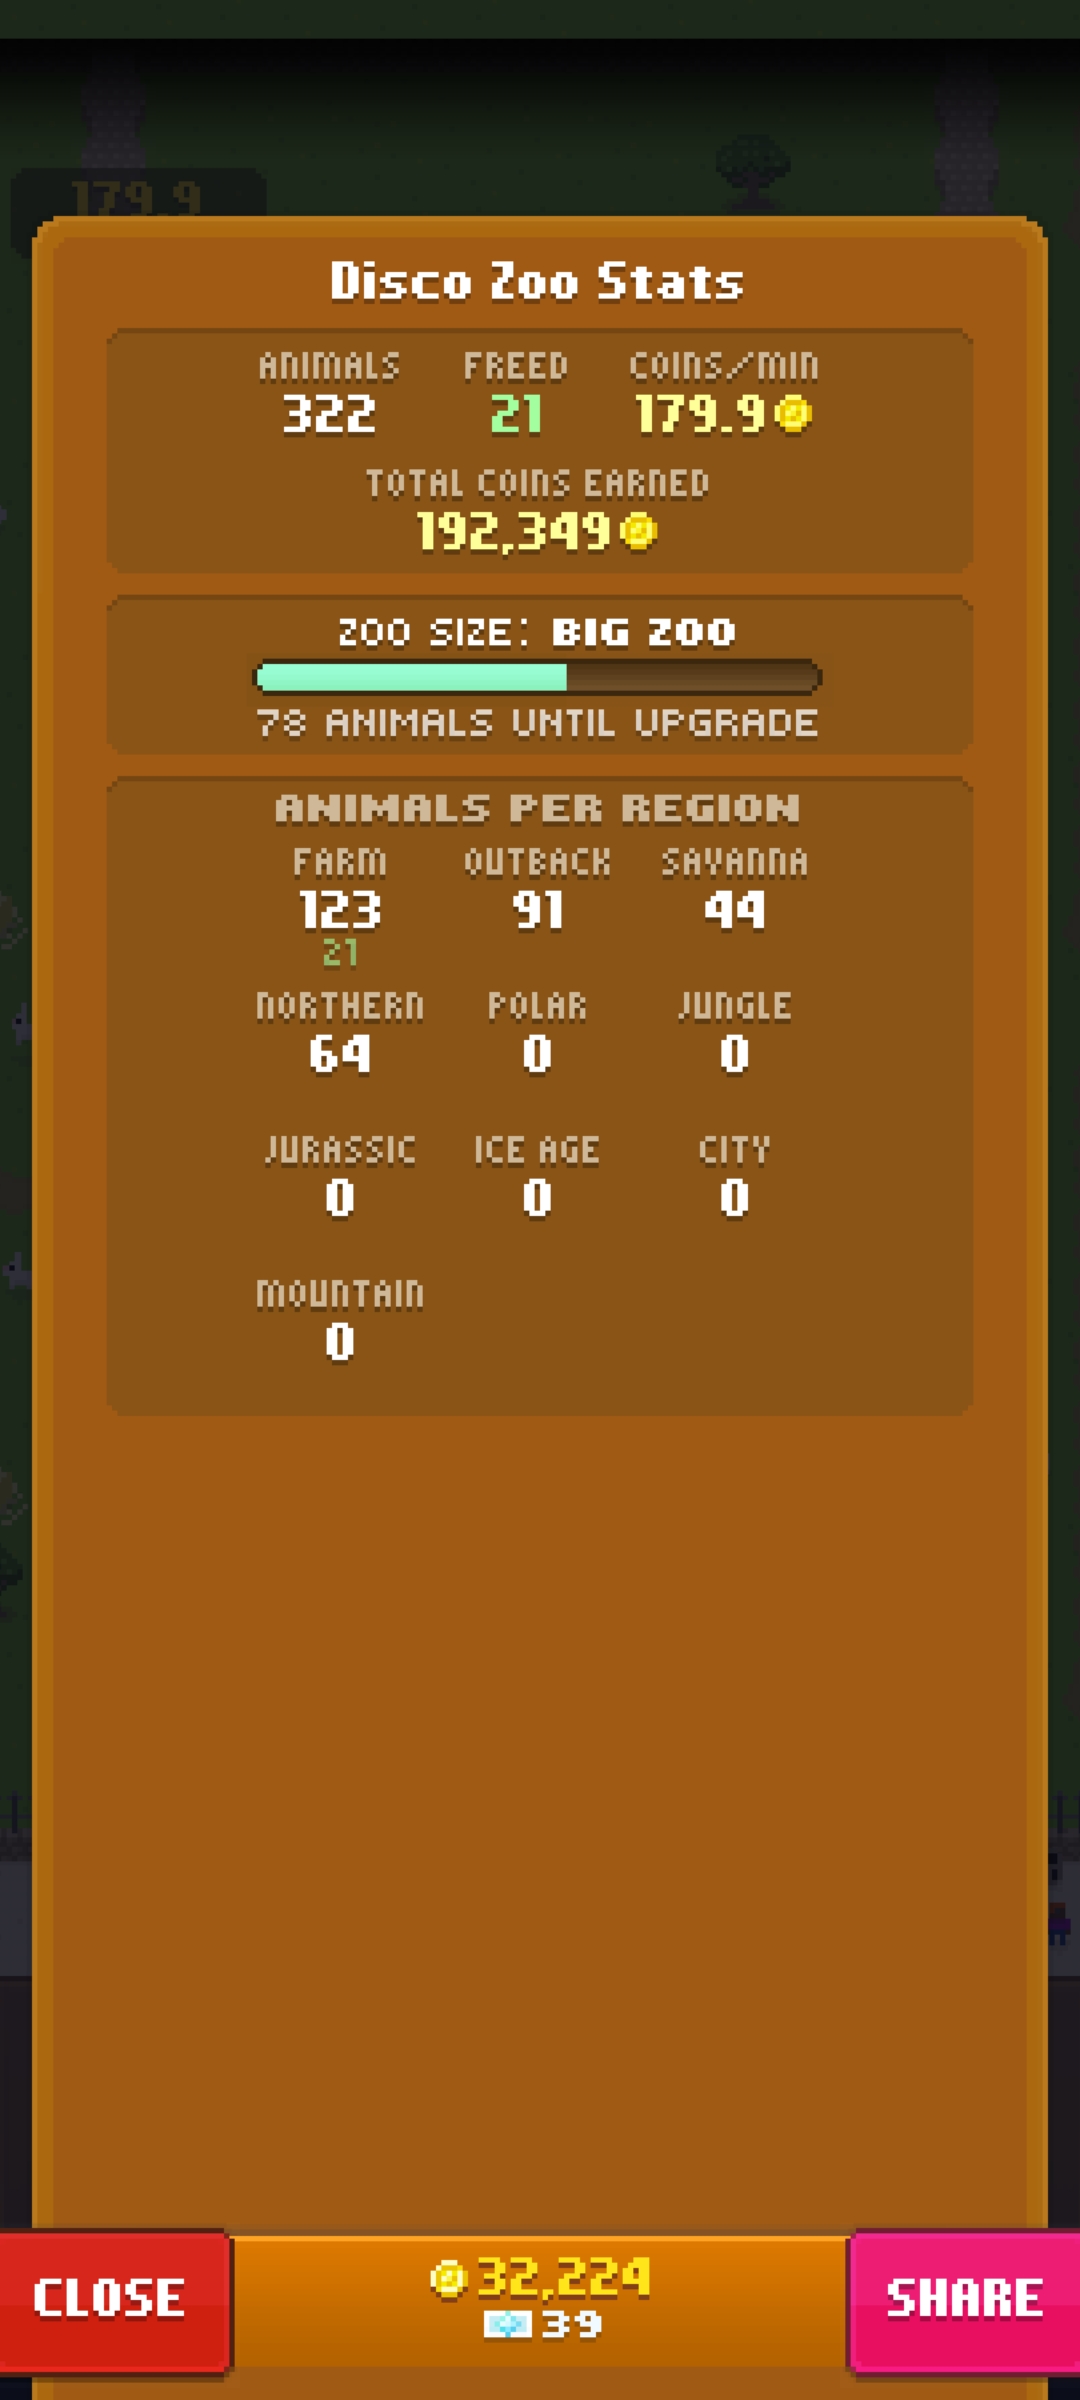 179.9
Disco Zoo Stats
ANIMALS FREED COINS/MIN
322 21 179.9
TOTAL COINS EARNED
192,349
ZOO SIZE: BIG ZOO
78 ANIMALS UNTIL UPGRADE
ANIMALS PER REGION
FARM OUTBACK SAVANNA
123 91 44
21
NORTHERN POLAR JUNGLE
64 0 0
JURASSIC ICE AGE CITY
0 0 0
MOUNTAIN
0
CLOSE 32,224 SHARE
39